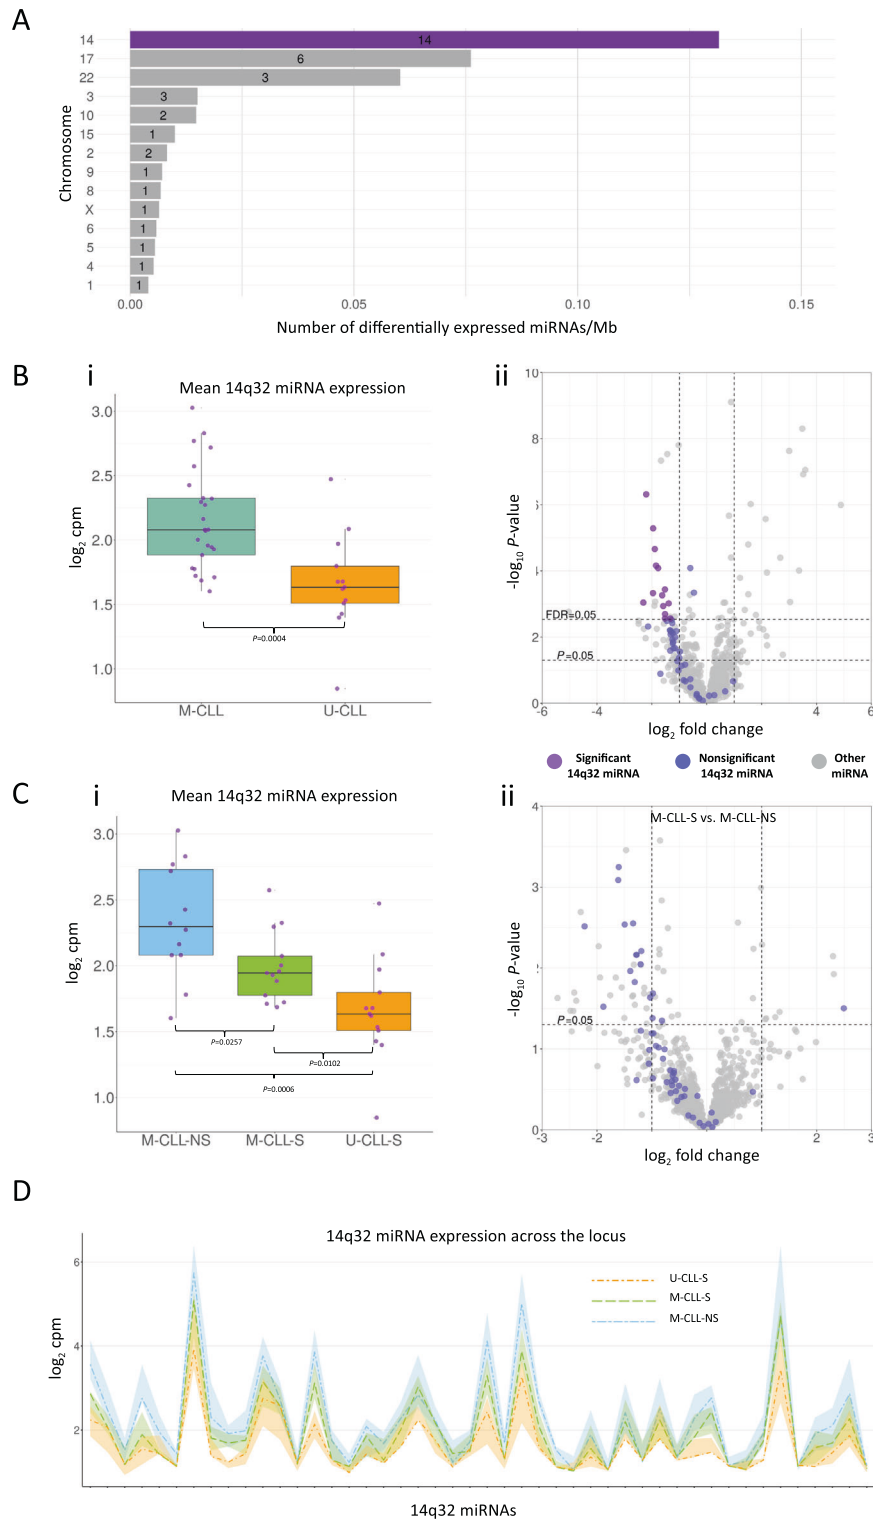 A
Chromosome
14
14
17
6
22
3
3
3
10
2
15
1
2
2
9
1
8
1
X
1
6
1
5
1
4
1
1
1
0.00
0.05
0.10
0.15
Number of differentially expressed miRNAs/Mb
B
i
Mean 14q32 miRNA expression
log2 cpm
3.0
2.5
2.0
1.5
1.0
P=0.0004
M-CLL
U-CLL
ii
-log10 P-value
10
8
6
4
2
0
FDR=0.05
P=0.05
-6
-4
4
6
log2 fold change
Significant 14q32 miRNA
Nonsignificant 14q32 miRNA
Other miRNA
C
i
Mean 14q32 miRNA expression
log2 cpm
3.0
2.5
2.0
1.5
1.0
P=0.0257
P=0.0102
P=0.0006
M-CLL-NS
M-CLL-S
U-CLL-S
ii
M-CLL-S vs. M-CLL-NS
-log10 P-value
4
3
2
1
0
P=0.05
-3
-2
2
3
log2 fold change
D
14q32 miRNA expression across the locus
log2 cpm
6
4
2
U-CLL-S
M-CLL-S
M-CLL-NS
14q32 miRNAs